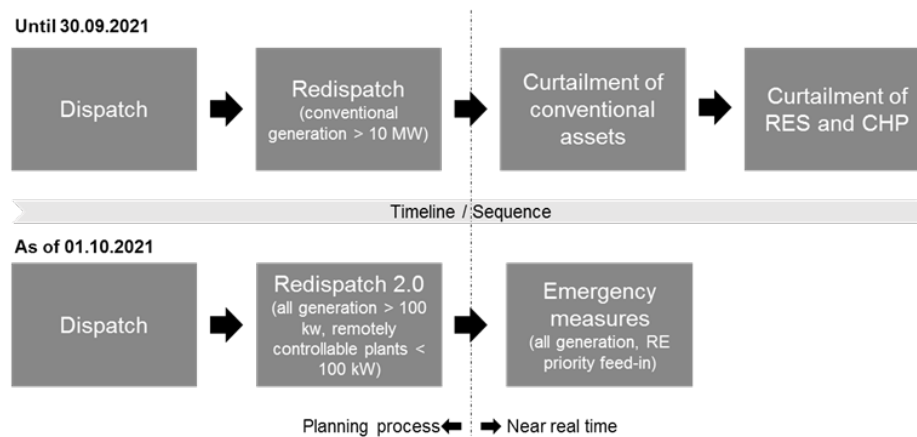 Until 30.09.2021
Dispatch
Redispatch
(conventional
generation > 10 MW)
Curtailment of
conventional
assets
Curtailment of
RES and CHP
Timeline / Sequence
As of 01.10.2021
Dispatch
Redispatch 2.0
(all generation > 100
kw, remotely
controllable plants <
100 kW)
Emergency
measures
(all generation, RE
priority feed-in)
Planning process
Near real time